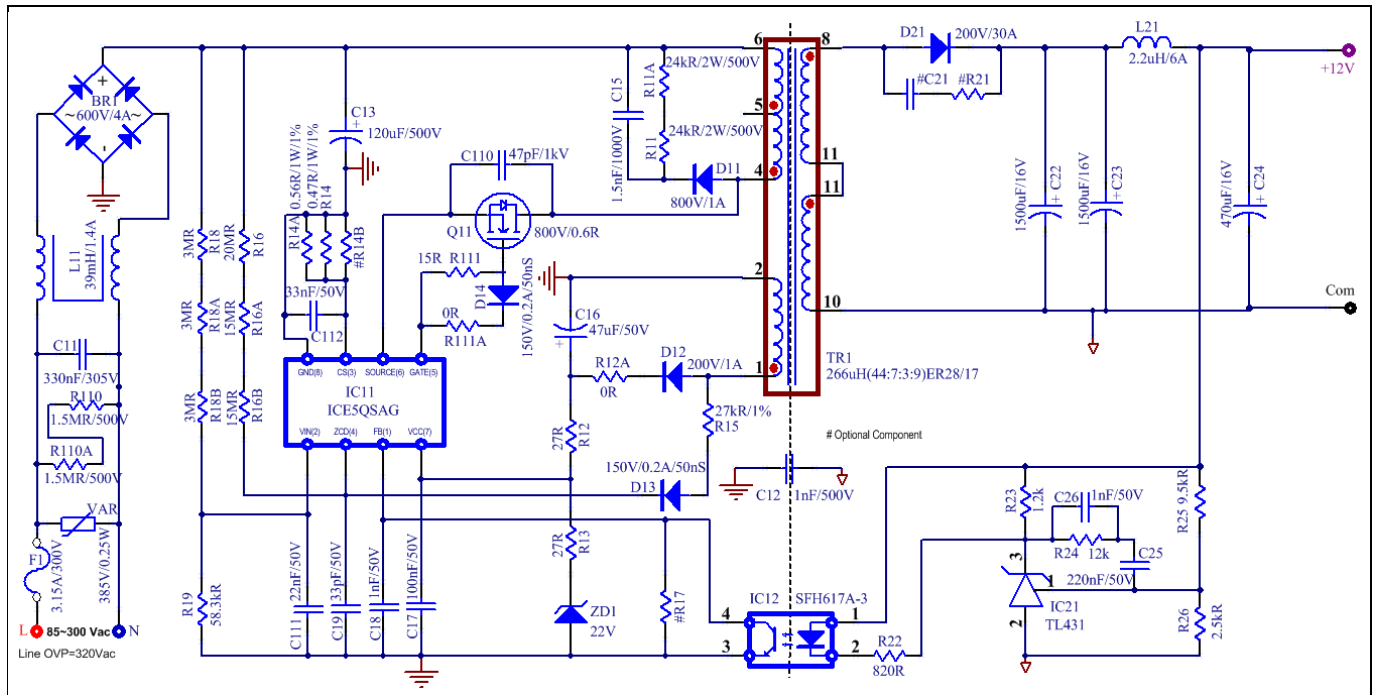 BR1
~600V/4A~
+
-
L11
39mH/1.4A
C11
330nF/305V
R110
1.5MR/500V
R110A
1.5MR/500V
VAR
385V/0.25W
F1
3.15A/300V
L
85~300 Vac
N
Line OVP=320Vac
3MR
R18
3MR
R18A
3MR
R18B
20MR
R16
15MR
R16A
15MR
R16B
R19
58.3kR
C13
+
120uF/500V
0.56R/1W/1%
0.47R/1W/1%
R14
R14A
#R14B
33nF/50V
C112
GND(8)
CS(3)
SOURCE(6)
GATE(5)
IC11
ICE5QSAG
VIN(2)
ZCD(4)
FB(1)
VCC(7)
C111
22nF/50V
C19
33pF/50V
C18
1nF/50V
C17
100nF/50V
C110
47pF/1kV
Q11
800V/0.6R
15R
R111
D14
150V/0.2A/50nS
0R
R111A
C15
1.5nF/1000V
24kR/2W/500V
R11A
24kR/2W/500V
R11
D11
800V/1A
C16
47uF/50V
+
R12A
0R
D12
200V/1A
27kR/1%
R15
27R
R12
150V/0.2A/50nS
D13
27R
R13
ZD1
22V
#R17
6
5
4
2
1
8
11
11
10
TR1
266uH(44:7:3:9)ER28/17
# Optional Component
C12
1nF/500V
D21
200V/30A
#C21
#R21
L21
2.2uH/6A
+12V
1500uF/16V
+ C22
1500uF/16V
+ C23
470uF/16V
+ C24
Com
IC12
SFH617A-3
4
3
1
2
R22
820R
R23
1.2k
C26
1nF/50V
R24
12k
C25
220nF/50V
R25
9.5kR
R26
2.5kR
3
1
2
IC21
TL431